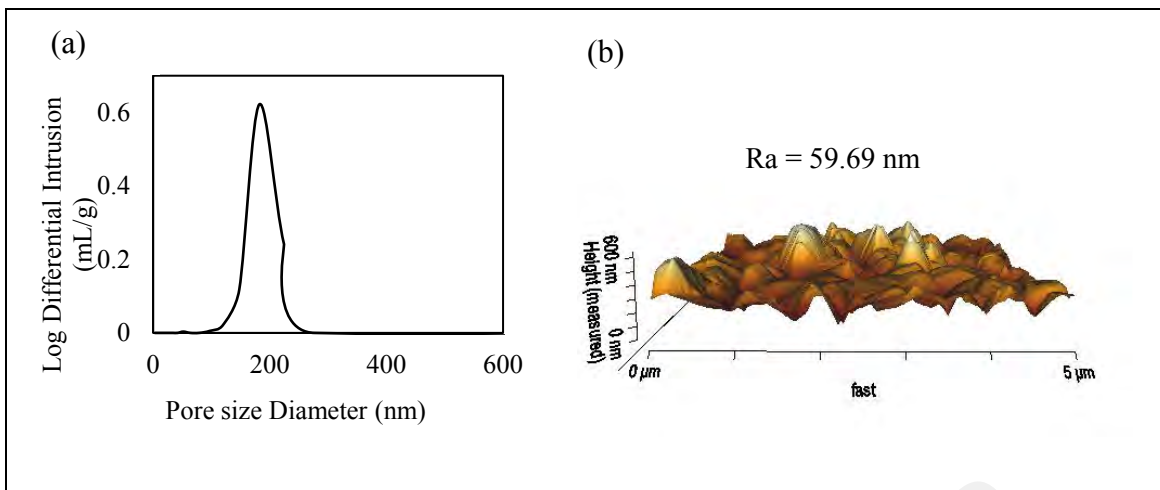 (a)
Log Differential Intrusion
(mL/g)
0.6
0.4
0.2
0
0 200 400 600
Pore size Diameter (nm)
(b)
Ra = 59.69 nm
600 nm
Height (measured)
0 nm
0 µm
fast
5 µm